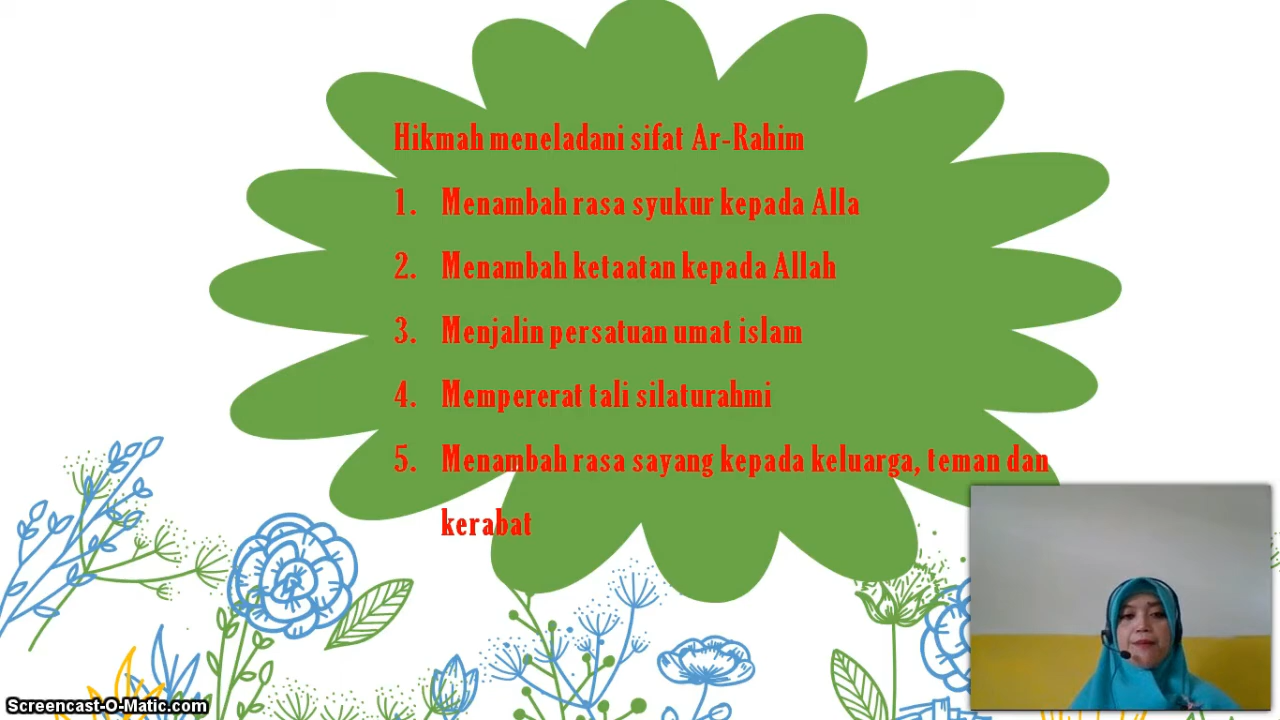 Hikmah meneladani sifat Ar-Rahim
1. Menambah rasa syukur kepada Alla
2. Menambah ketaatan kepada Allah
3. Menjalin persatuan umat islam
4. Mempererat tali silaturahmi
5. Menambah rasa sayang kepada keluarga, teman dan
kerabat
Screencast-O-Matic.com